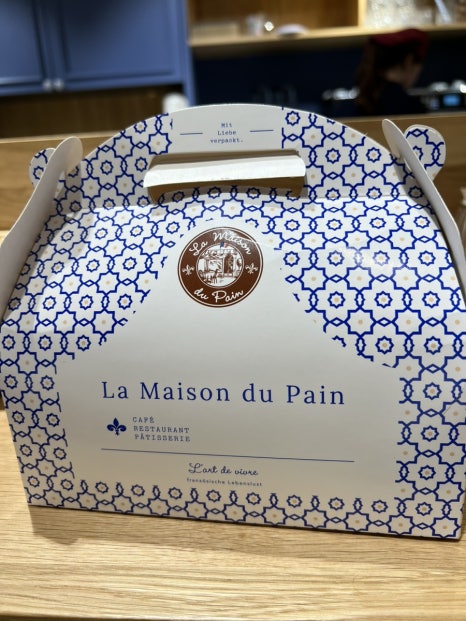 Mit
Liebe
verpackt.
La Maison
du Pain
La Maison du Pain
CAFÉ
RESTAURANT
PÂTISSERIE
L'art de vivre
französische Lebenslust